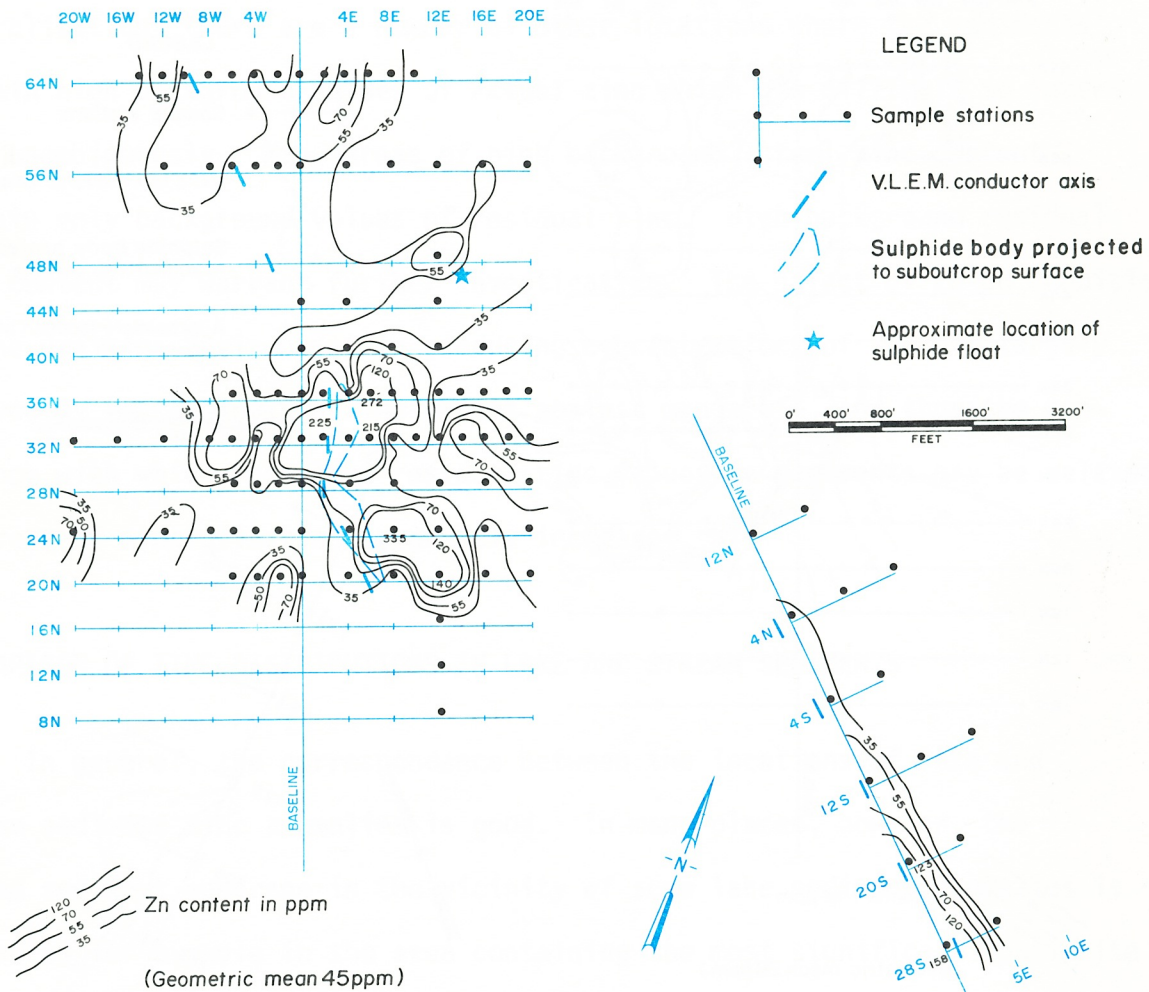 20W 16W 12W 8W 4W 4E 8E 12E 20E
64N
56N
48N
44N
40N
36N
32N
28N
24N
20N
16N
12N
8N
35
55
70
55
35
35
55
35
35
70
55
70
120
35
272
225
215
35
55
55
70
35
70
50
35
70
335
120
140
55
35
35
50
70
BASELINE
120
70
55
35
Zn content in ppm
(Geometric mean 45ppm)
LEGEND
Sample stations
V.L.E.M. conductor axis
Sulphide body projected
to suboutcrop surface
Approximate location of
sulphide float
0' 400' 800' 1600' 3200'
FEET
BASELINE
12N
4N
4S
35
12S
55
123
20S
70
120
28S 158
5E
10E
-N-